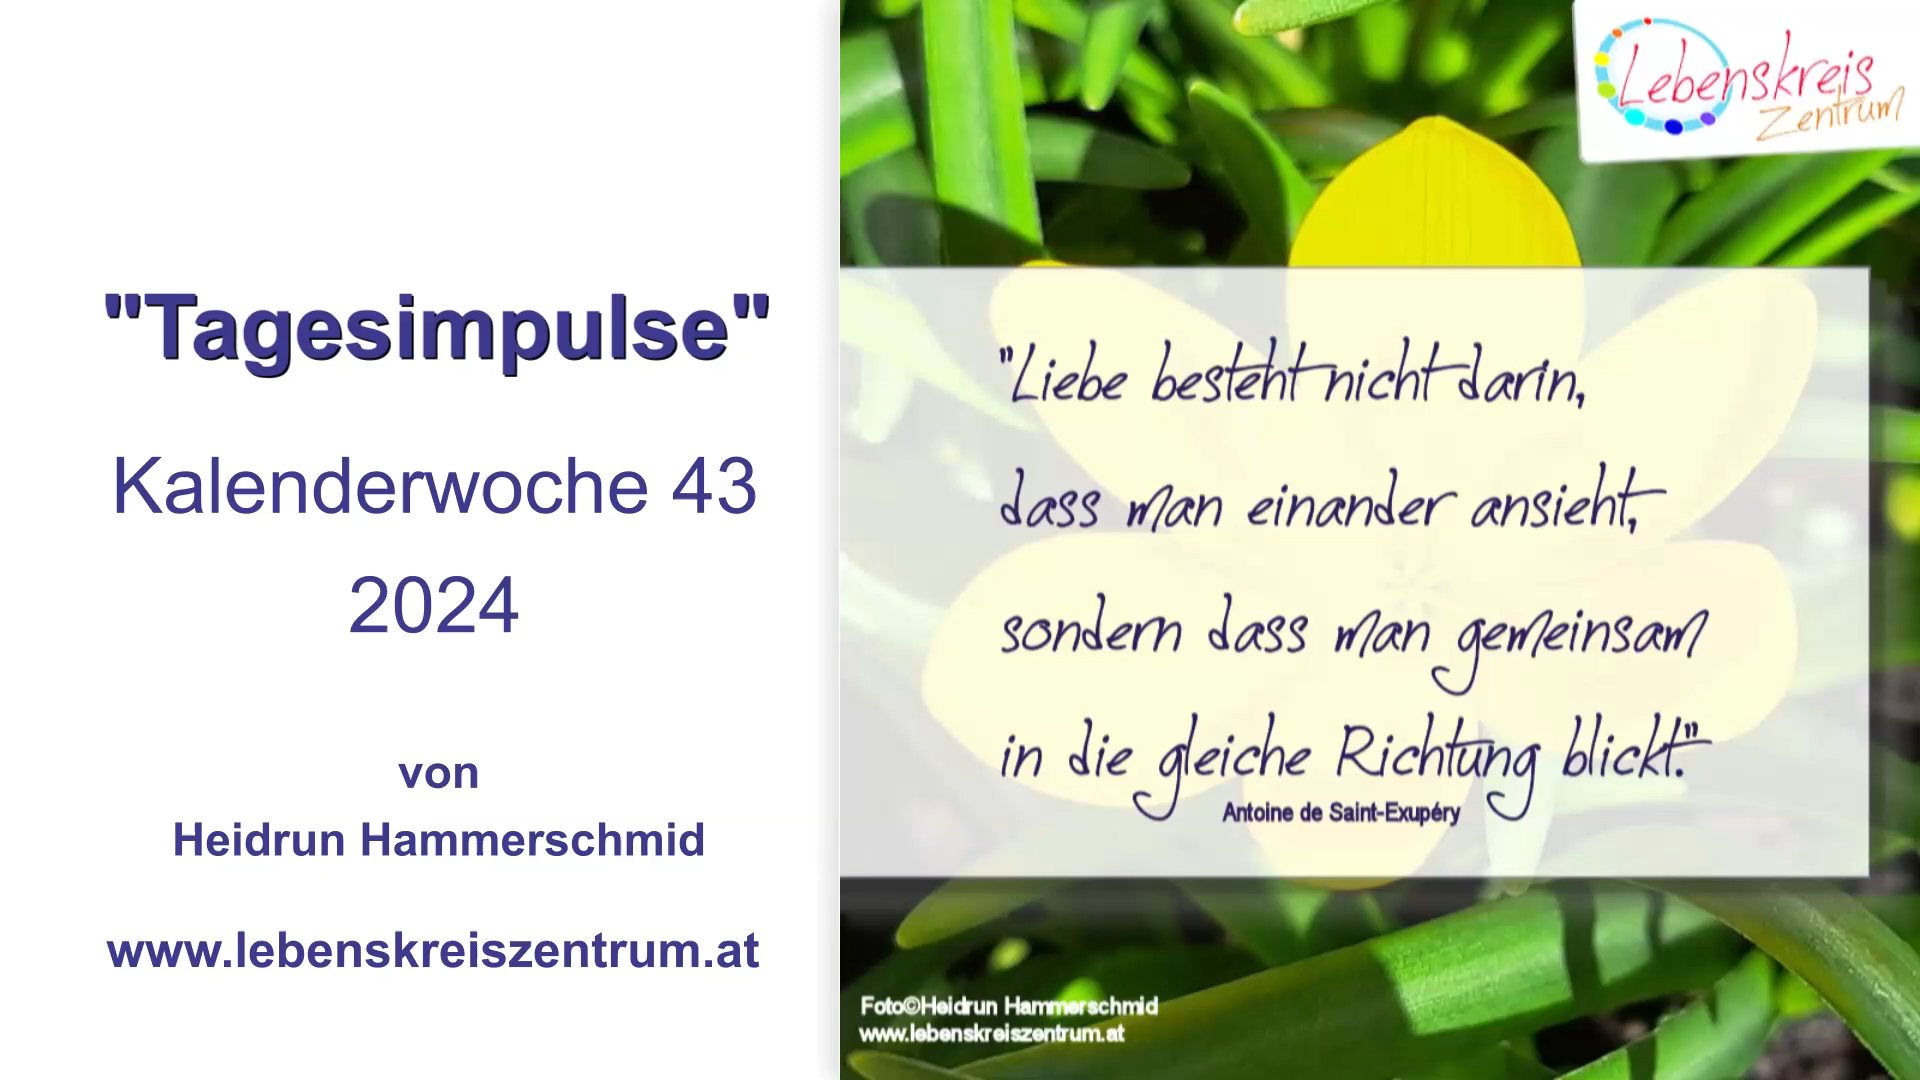 "Tagesimpulse"
Kalenderwoche 43
2024
von
Heidrun Hammerschmid
www.lebenskreiszentrum.at
Lebenskreis
Zentrum
"Liebe besteht nicht darin,
dass man einander ansieht,
sondern dass man gemeinsam
in die gleiche Richtung blickt."
Antoine de Saint-Exupéry
Foto©Heidrun Hammerschmid
www.lebenskreiszentrum.at